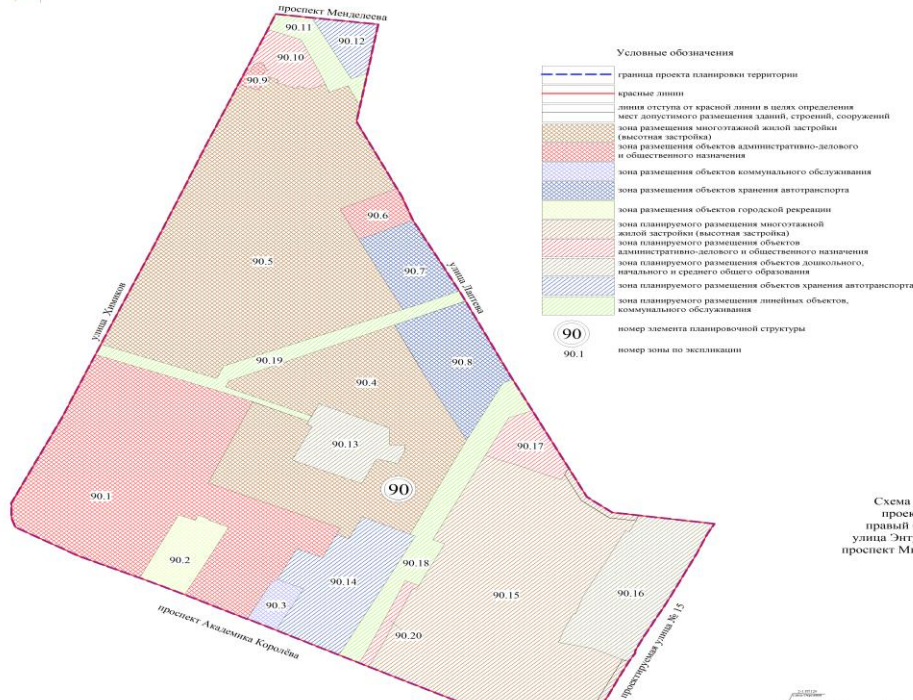 проспект Менделеева
90.11
90.12
90.10
90.9
90.6
90.5
90.7
улица Химиков
улица Лаптева
90.19
90.8
90.4
90.13
90.17
90
90.1
90.2
90.18
90.14
90.15
90.16
90.3
90.20
проспект Академика Королёва
проектируемая улица № 15
Условные обозначения
граница проекта планировки территории
красные линии
линия отступа от красной линии в целях определения
мест допустимого размещения зданий, строений, сооружений
зона размещения многоэтажной жилой застройки
(высотная застройка)
зона размещения объектов административно-делового
и общественного назначения
зона размещения объектов коммунального обслуживания
зона размещения объектов хранения автотранспорта
зона размещения объектов городской рекреации
зона планируемого размещения многоэтажной
жилой застройки (высотная застройка)
зона планируемого размещения объектов
административно-делового и общественного назначения
зона планируемого размещения объектов дошкольного,
начального и среднего общего образования
зона планируемого размещения объектов хранения автотранспорта
зона планируемого размещения линейных объектов,
коммунального обслуживания
90
номер элемента планировочной структуры
90.1
номер зоны по экспликации
Схема
проек
правый
улица Энту
проспект Ме